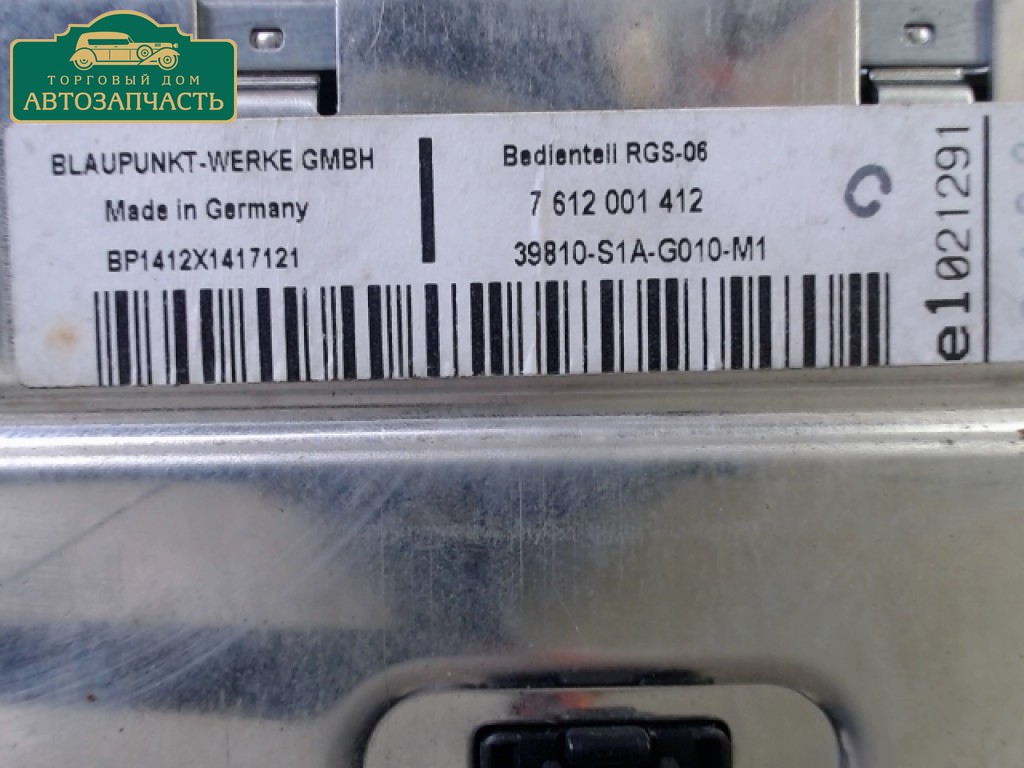 ТОРГОВЫЙ ДОМ
АВТОЗАПЧАСТЬ
BLAUPUNKT-WERKE GMBH
Made in Germany
BP1412X1417121
Bedienteil RGS-06
7 612 001 412
39810-S1A-G010-M1
C
e1 021291